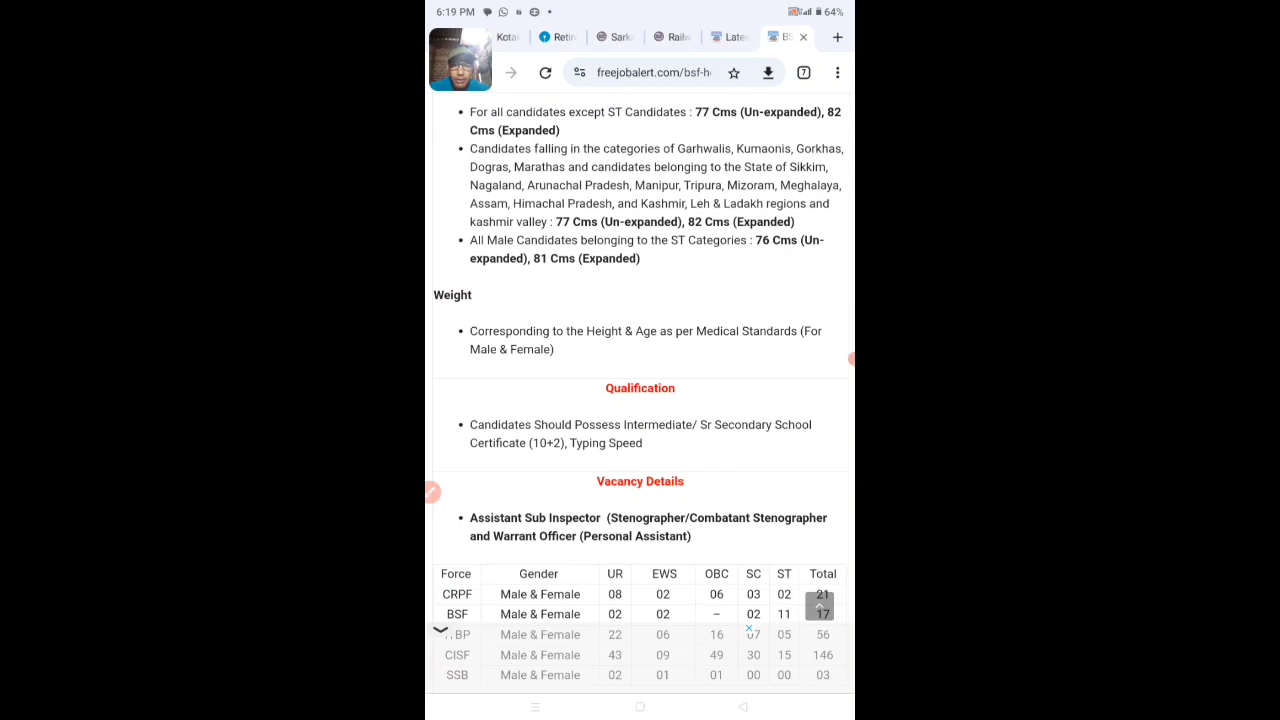 6:19 PM
64%
Kotak
Retir
Sarka
Railw
Lates
BS
freejobalert.com/bsf-h
7
For all candidates except ST Candidates : 77 Cms (Un-expanded), 82
Cms (Expanded)
Candidates falling in the categories of Garhwalis, Kumaonis, Gorkhas,
Dogras, Marathas and candidates belonging to the State of Sikkim,
Nagaland, Arunachal Pradesh, Manipur, Tripura, Mizoram, Meghalaya,
Assam, Himachal Pradesh, and Kashmir, Leh & Ladakh regions and
kashmir valley : 77 Cms (Un-expanded), 82 Cms (Expanded)
All Male Candidates belonging to the ST Categories : 76 Cms (Un-
expanded), 81 Cms (Expanded)
Weight
Corresponding to the Height & Age as per Medical Standards (For
Male & Female)
Qualification
Candidates Should Possess Intermediate/ Sr Secondary School
Certificate (10+2), Typing Speed
Vacancy Details
Assistant Sub Inspector (Stenographer/Combatant Stenographer
and Warrant Officer (Personal Assistant)
Force Gender UR EWS OBC SC ST Total
CRPF Male & Female 08 02 06 03 02 21
BSF Male & Female 02 02 – 02 11 17
ITBP Male & Female 22 06 16 07 05 56
CISF Male & Female 43 09 49 30 15 146
SSB Male & Female 02 01 01 00 00 03